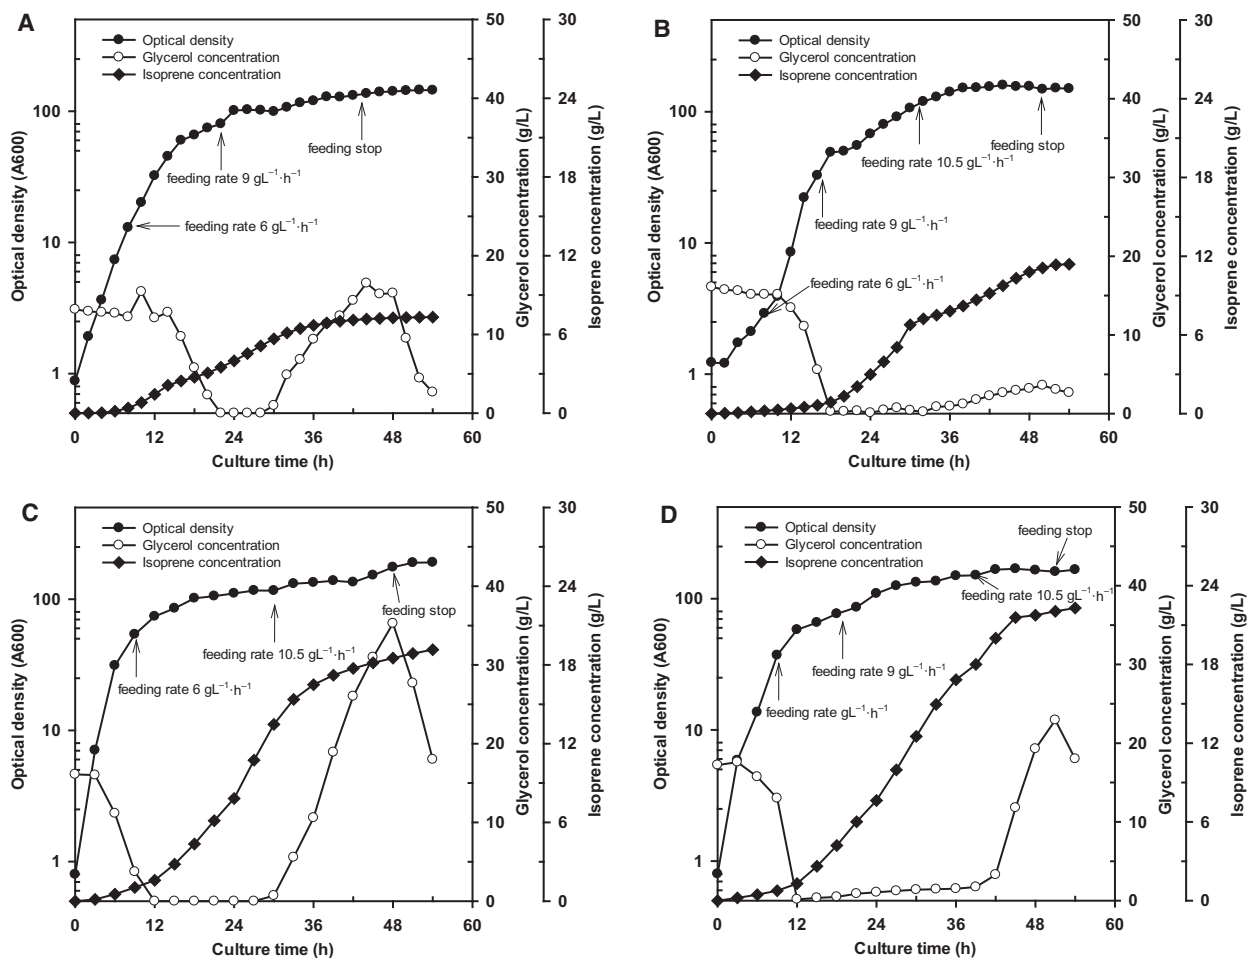 A
Optical density
Glycerol concentration
Isoprene concentration
feeding stop
feeding rate 9 gL⁻¹·h⁻¹
feeding rate 6 gL⁻¹·h⁻¹
Optical density (A600)
100
10
1
0 12 24 36 48 60
Culture time (h)
50
40
30
20
10
0
Glycerol concentration (g/L)
30
24
18
12
6
0
Isoprene concentration (g/L)
B
Optical density
Glycerol concentration
Isoprene concentration
feeding stop
feeding rate 10.5 gL⁻¹·h⁻¹
feeding rate 9 gL⁻¹·h⁻¹
feeding rate 6 gL⁻¹·h⁻¹
Optical density (A600)
100
10
1
0 12 24 36 48 60
Culture time (h)
50
40
30
20
10
0
Glycerol concentration (g/L)
30
24
18
12
6
0
Isoprene concentration (g/L)
C
Optical density
Glycerol concentration
Isoprene concentration
feeding stop
feeding rate 10.5 gL⁻¹·h⁻¹
feeding rate 6 gL⁻¹·h⁻¹
Optical density (A600)
100
10
1
0 12 24 36 48 60
Culture time (h)
50
40
30
20
10
0
Glycerol concentration (g/L)
30
24
18
12
6
0
Isoprene concentration (g/L)
D
Optical density
Glycerol concentration
Isoprene concentration
feeding stop
feeding rate 10.5 gL⁻¹·h⁻¹
feeding rate 9 gL⁻¹·h⁻¹
feeding rate gL⁻¹·h⁻¹
Optical density (A600)
100
10
1
0 12 24 36 48 60
Culture time (h)
50
40
30
20
10
0
Glycerol concentration (g/L)
30
24
18
12
6
0
Isoprene concentration (g/L)